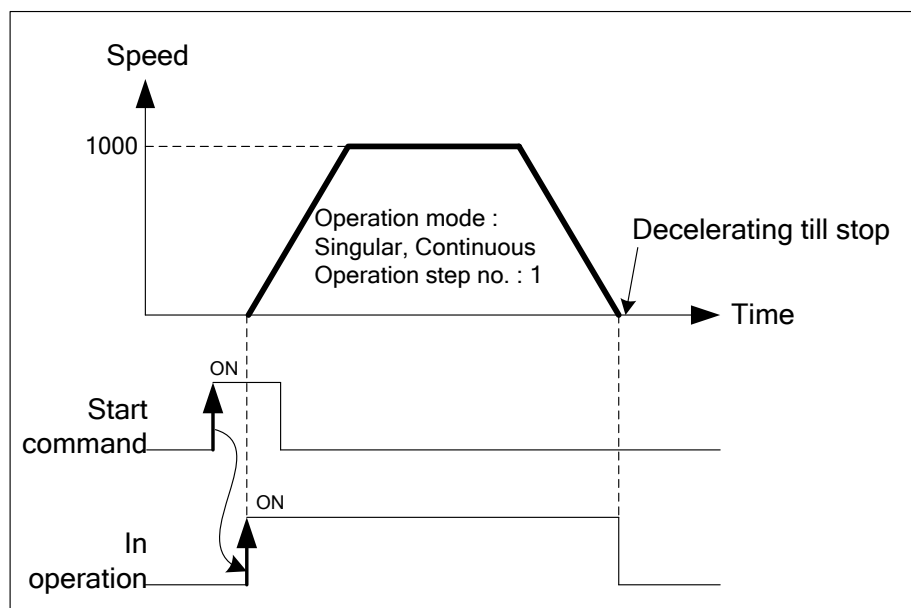 Speed
1000
Operation mode :
Singular, Continuous
Operation step no. : 1
Decelerating till stop
Time
ON
Start
command
ON
In
operation